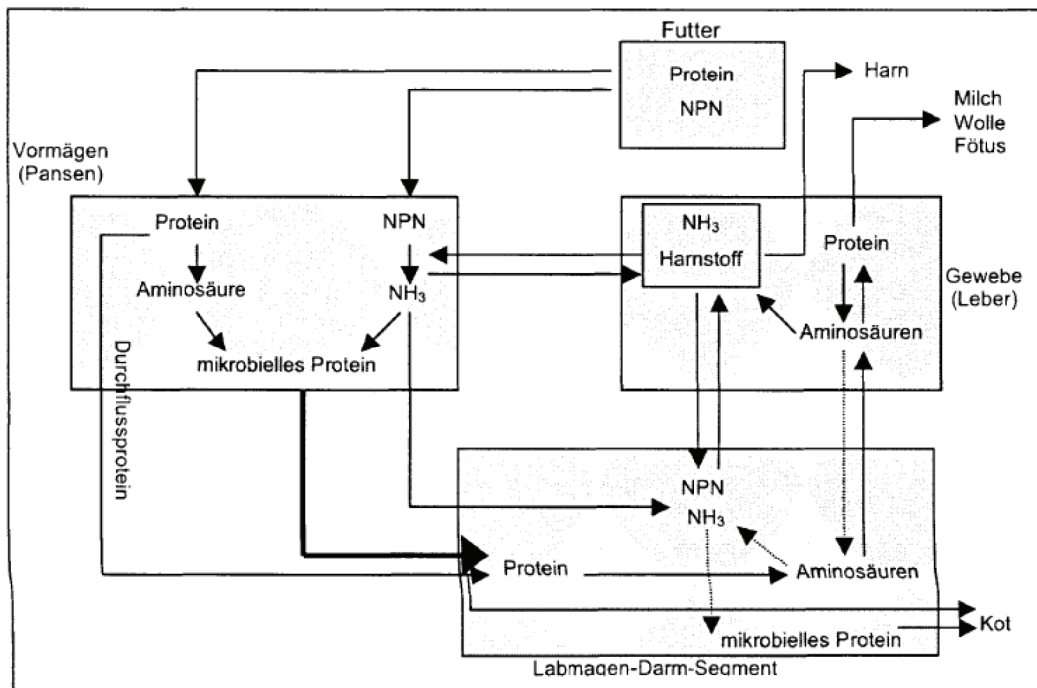 Futter
Protein
NPN
Harn
Milch
Wolle
Fötus
Vormägen
(Pansen)
Protein
NPN
Aminosäure
NH₃
mikrobielles Protein
Durchflussprotein
NH₃
Harnstoff
Protein
Aminosäuren
Gewebe
(Leber)
NPN
NH₃
Protein
Aminosäuren
mikrobielles Protein
Kot
Labmagen-Darm-Segment